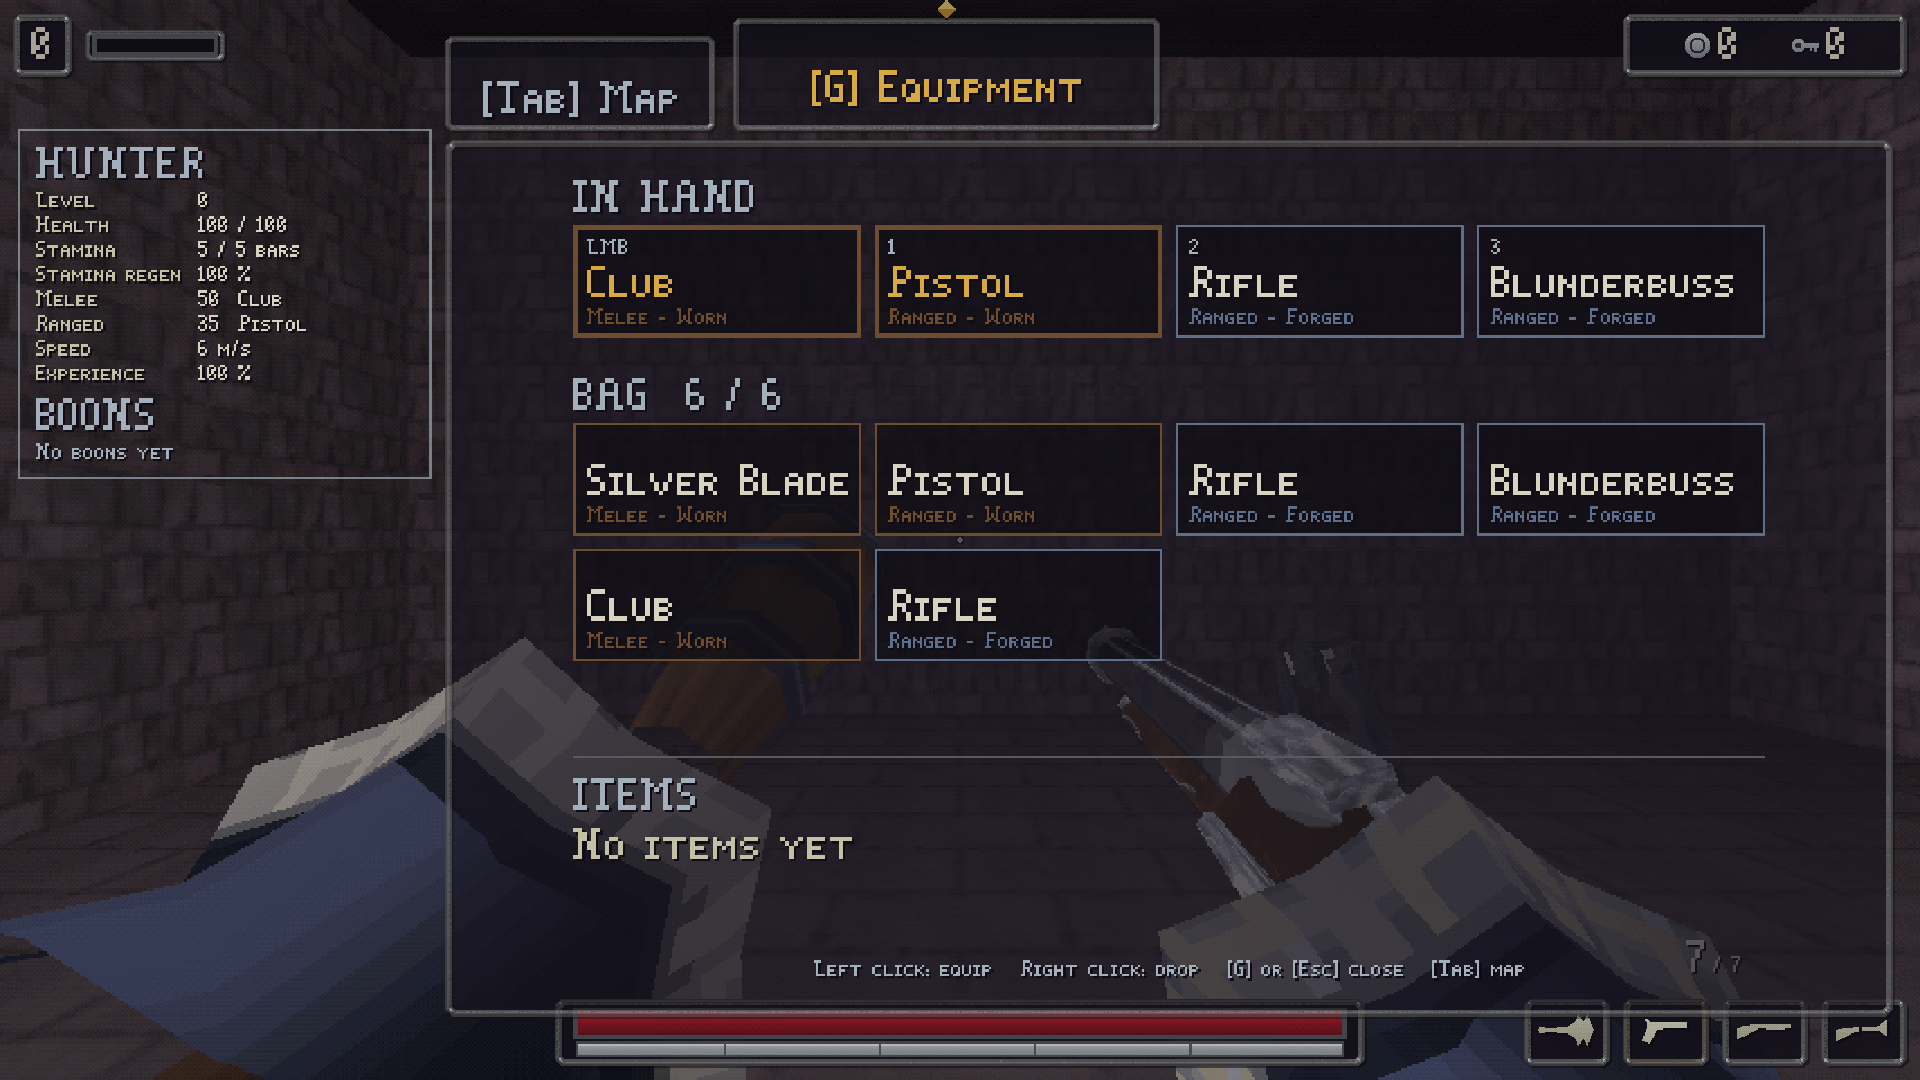 0
[Tab] Map
[G] Equipment
0 0
HUNTER
Level 0
Health 100 / 100
Stamina 5 / 5 bars
Stamina regen 100 %
Melee 50 Club
Ranged 35 Pistol
Speed 6 m/s
Experience 100 %
BOONS
No boons yet
IN HAND
LMB
Club
Melee - Worn
1
Pistol
Ranged - Worn
2
Rifle
Ranged - Forged
3
Blunderbuss
Ranged - Forged
BAG 6 / 6
Silver Blade
Melee - Worn
Pistol
Ranged - Worn
Rifle
Ranged - Forged
Blunderbuss
Ranged - Forged
Club
Melee - Worn
Rifle
Ranged - Forged
ITEMS
No items yet
Left click: equip Right click: drop [G] or [Esc] close [Tab] map
7 / 7